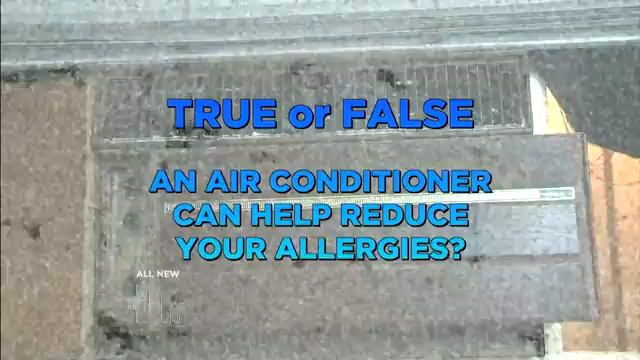 TRUE or FALSE
AN AIR CONDITIONER
CAN HELP REDUCE
YOUR ALLERGIES?
ALL NEW